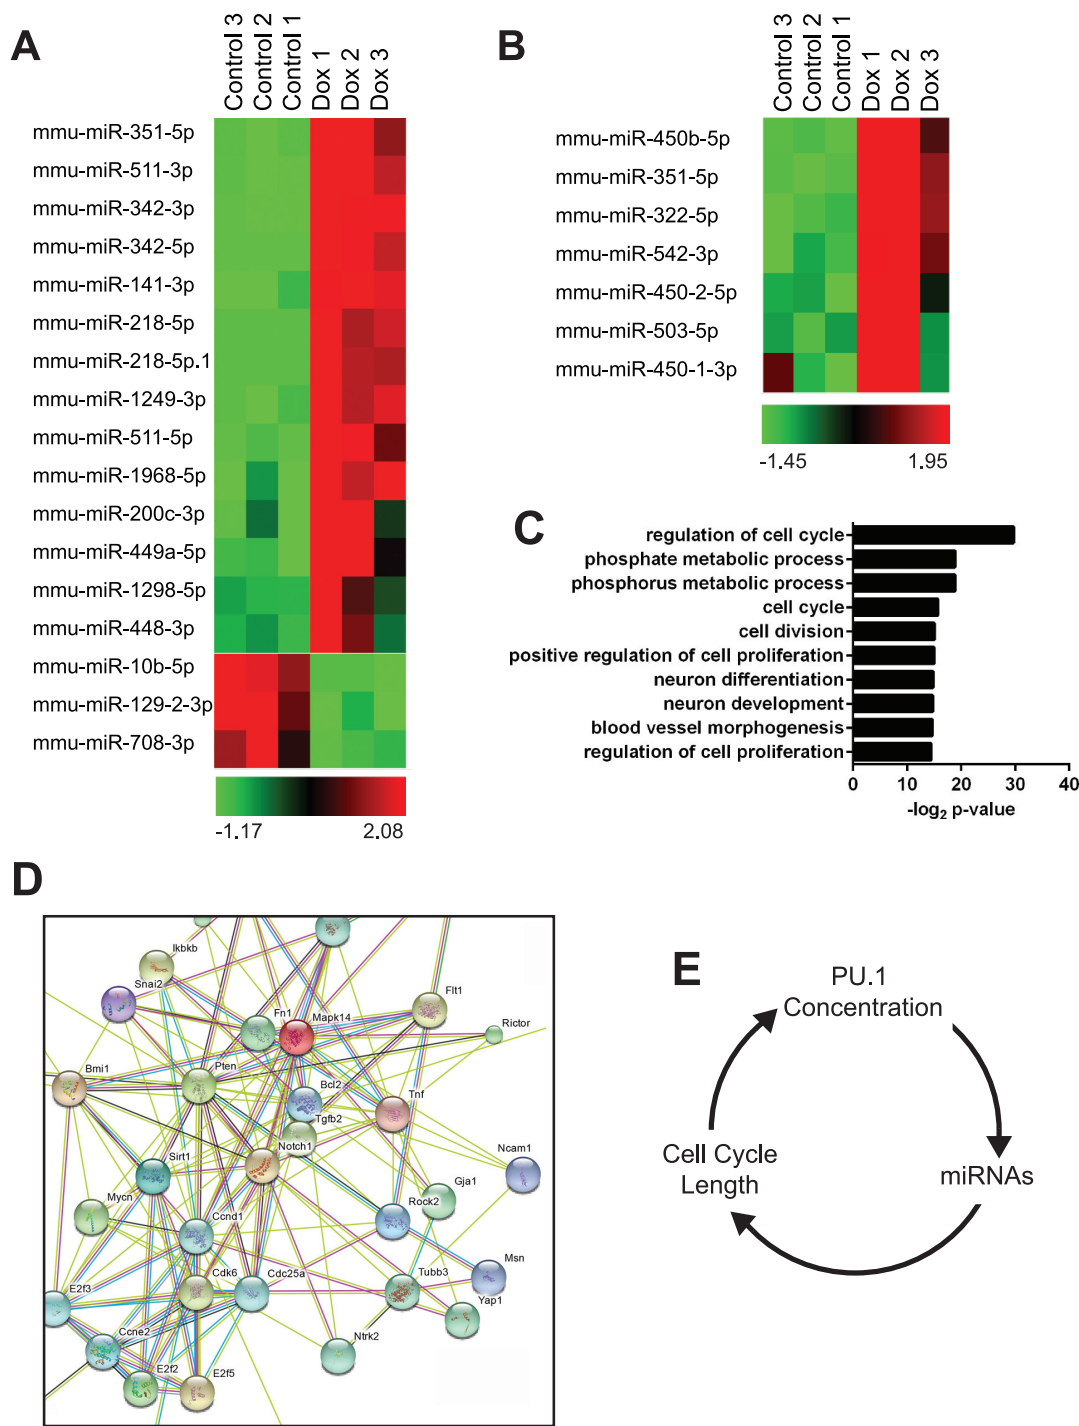 A
Control 3
Control 2
Control 1
Dox 1
Dox 2
Dox 3
mmu-miR-351-5p
mmu-miR-511-3p
mmu-miR-342-3p
mmu-miR-342-5p
mmu-miR-141-3p
mmu-miR-218-5p
mmu-miR-218-5p.1
mmu-miR-1249-3p
mmu-miR-511-5p
mmu-miR-1968-5p
mmu-miR-200c-3p
mmu-miR-449a-5p
mmu-miR-1298-5p
mmu-miR-448-3p
mmu-miR-10b-5p
mmu-miR-129-2-3p
mmu-miR-708-3p
-1.17 2.08
B
Control 3
Control 2
Control 1
Dox 1
Dox 2
Dox 3
mmu-miR-450b-5p
mmu-miR-351-5p
mmu-miR-322-5p
mmu-miR-542-3p
mmu-miR-450-2-5p
mmu-miR-503-5p
mmu-miR-450-1-3p
-1.45 1.95
C
regulation of cell cycle
phosphate metabolic process
phosphorus metabolic process
cell cycle
cell division
positive regulation of cell proliferation
neuron differentiation
neuron development
blood vessel morphogenesis
regulation of cell proliferation
0 10 20 30 40
-log2 p-value
D
Ikbkb
Snai2
Flt1
Fn1
Mapk14
Rictor
Bmi1
Pten
Bcl2
Tnf
Tgfb2
Notch1
Ncam1
Sirt1
Gja1
Mycn
Rock2
Ccnd1
Msn
Cdk6
Cdc25a
Tubb3
E2f3
Yap1
Ccne2
Ntrk2
E2f2
E2f5
E
PU.1
Concentration
miRNAs
Cell Cycle
Length